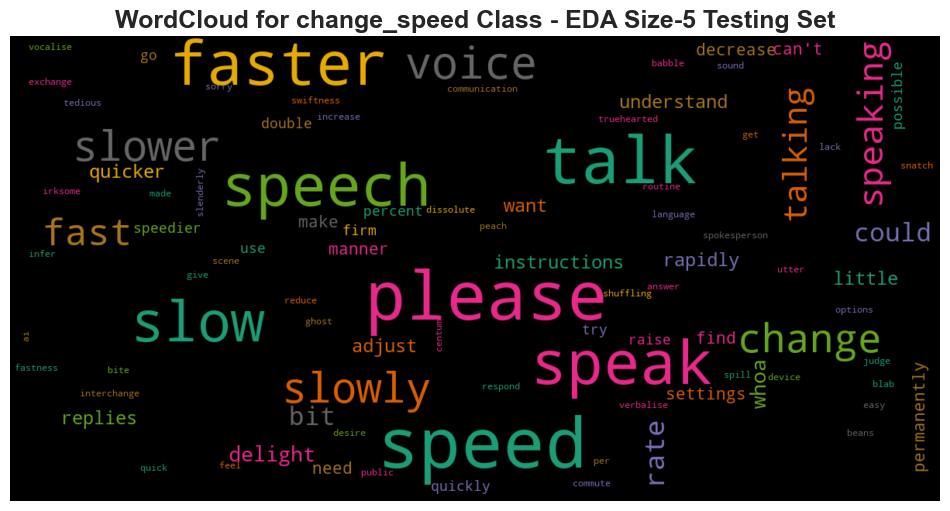 WordCloud for change_speed Class - EDA Size-5 Testing Set
vocalise
go
faster
voice
decrease
can't
speaking
possible
exchange
sorry
communication
babble
sound
tedious
swiftness
increase
double
understand
truehearted
talking
slower
quicker
speech
talk
get
lack
snatch
irksome
made
slenderly
routine
fast
speedier
percent
dissolute
want
language
make
firm
peach
spokesperson
could
infer
use
manner
scene
instructions
rapidly
utter
little
give
please
answer
shuffling
options
reduce
ghost
centum
slow
try
raise
find
change
ai
adjust
speak
judge
fastness
bite
spill
device
whoa
blab
interchange
slowly
respond
settings
verbalise
easy
permanently
replies
bit
desire
speed
rate
beans
delight
need
per
quick
feel
public
quickly
commute